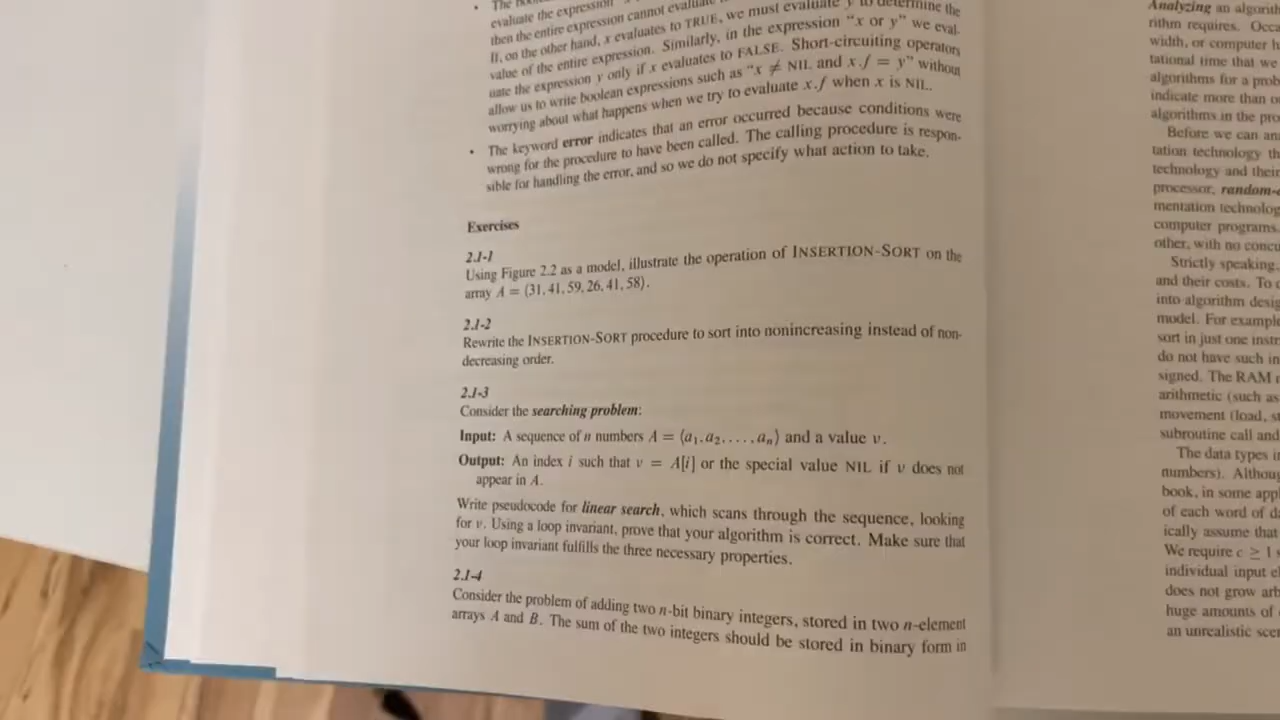 evaluate the expression
then the entire expression cannot evaluate
If, on the other hand, x evaluates to TRUE, we must evaluate y to determine the
value of the entire expression. Similarly, in the expression “x or y” we eval-
uate the expression y only if x evaluates to FALSE. Short-circuiting operators
allow us to write boolean expressions such as “x ≠ NIL and x.f = y” without
worrying about what happens when we try to evaluate x.f when x is NIL.
• The keyword error indicates that an error occurred because conditions were
wrong for the procedure to have been called. The calling procedure is respon-
sible for handling the error, and so we do not specify what action to take.
Exercises
2.1-1
Using Figure 2.2 as a model, illustrate the operation of INSERTION-SORT on the
array A = ⟨31, 41, 59, 26, 41, 58⟩.
2.1-2
Rewrite the INSERTION-SORT procedure to sort into nonincreasing instead of non-
decreasing order.
2.1-3
Consider the searching problem:
Input: A sequence of n numbers A = ⟨a₁, a₂, . . . , aₙ⟩ and a value v.
Output: An index i such that v = A[i] or the special value NIL if v does not
appear in A.
Write pseudocode for linear search, which scans through the sequence, looking
for v. Using a loop invariant, prove that your algorithm is correct. Make sure that
your loop invariant fulfills the three necessary properties.
2.1-4
Consider the problem of adding two n-bit binary integers, stored in two n-element
arrays A and B. The sum of the two integers should be stored in binary form in
Analyzing an algorith
rithm requires. Occa
width, or computer h
tational time that we
algorithms for a prob
indicate more than o
algorithms in the pro
Before we can an
tation technology th
technology and their
processor, random-
mentation technolog
computer programs.
other, with no concu
Strictly speaking,
and their costs. To
into algorithm desig
model. For example
sort in just one instr
do not have such in
signed. The RAM
arithmetic (such as
movement (load, st
subroutine call and
The data types i
numbers). Althoug
book, in some appl
of each word of da
ically assume that
We require c ≥ 1
individual input el
does not grow arb
huge amounts of
an unrealistic scen